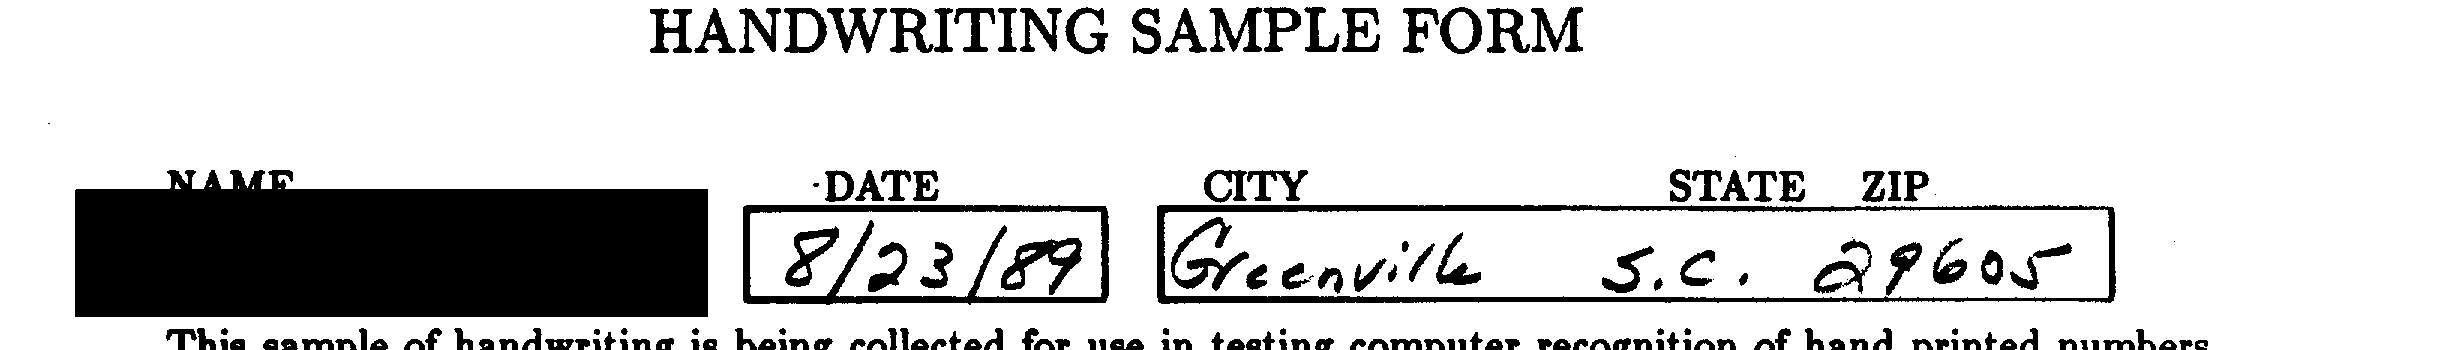 HANDWRITING SAMPLE FORM
NAME DATE CITY STATE ZIP
8/23/89 Greenville S.C. 29605
This sample of handwriting is being collected for use in testing computer recognition of hand printed numbers